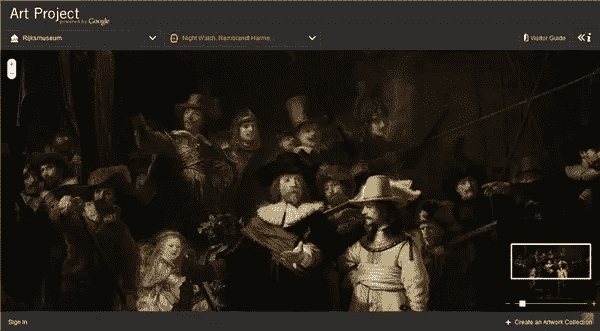 Art Project
powered by Google
Rijksmuseum
Night Watch, Rembrandt Harme...
Visitor Guide
Sign in
Create an Artwork Collection